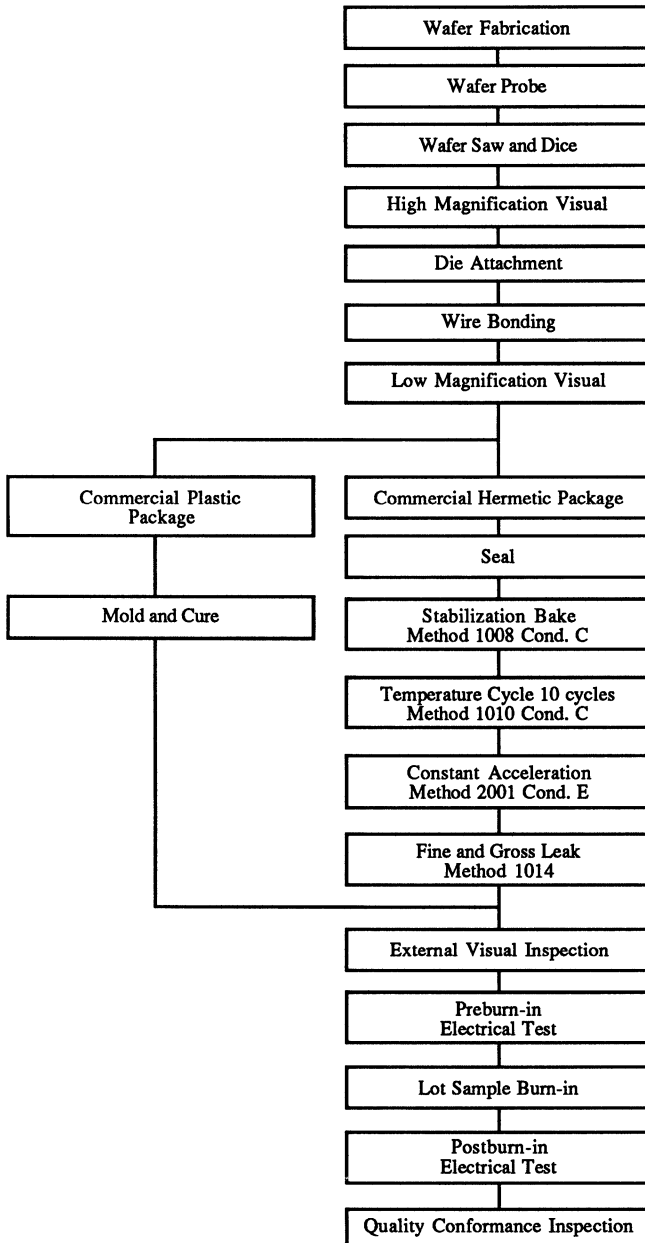 Wafer Fabrication
Wafer Probe
Wafer Saw and Dice
High Magnification Visual
Die Attachment
Wire Bonding
Low Magnification Visual
Commercial Plastic
Package
Mold and Cure
Commercial Hermetic Package
Seal
Stabilization Bake
Method 1008 Cond. C
Temperature Cycle 10 cycles
Method 1010 Cond. C
Constant Acceleration
Method 2001 Cond. E
Fine and Gross Leak
Method 1014
External Visual Inspection
Preburn-in
Electrical Test
Lot Sample Burn-in
Postburn-in
Electrical Test
Quality Conformance Inspection